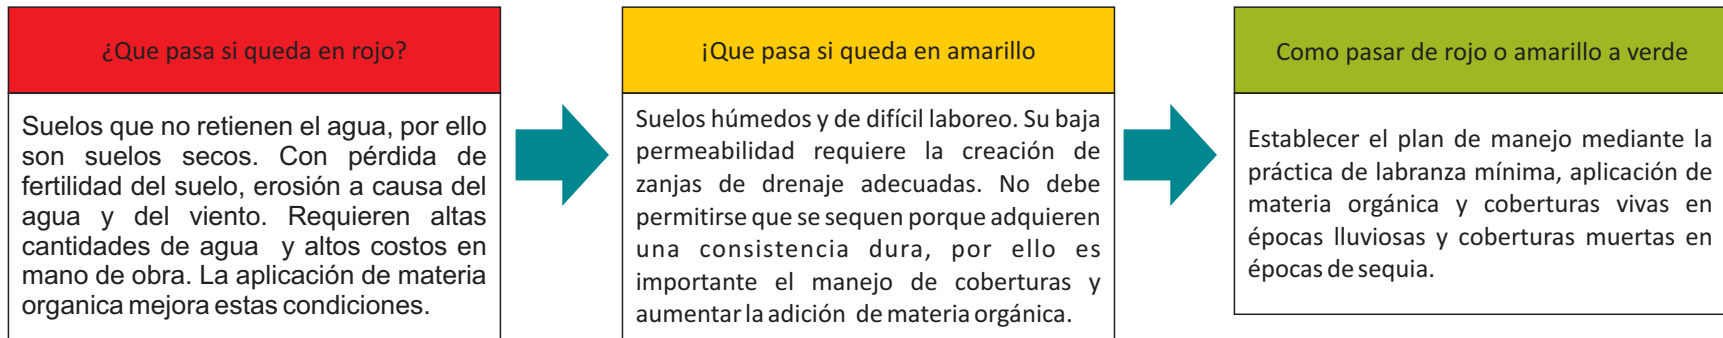 ¿Que pasa si queda en rojo?
Suelos que no retienen el agua, por ello
son suelos secos. Con pérdida de
fertilidad del suelo, erosión a causa del
agua y del viento. Requieren altas
cantidades de agua y altos costos en
mano de obra. La aplicación de materia
organica mejora estas condiciones.
¡Que pasa si queda en amarillo
Suelos húmedos y de difícil laboreo. Su baja
permeabilidad requiere la creación de
zanjas de drenaje adecuadas. No debe
permitirse que se sequen porque adquieren
una consistencia dura, por ello es
importante el manejo de coberturas y
aumentar la adición de materia orgánica.
Como pasar de rojo o amarillo a verde
Establecer el plan de manejo mediante la
práctica de labranza mínima, aplicación de
materia orgánica y coberturas vivas en
épocas lluviosas y coberturas muertas en
épocas de sequia.